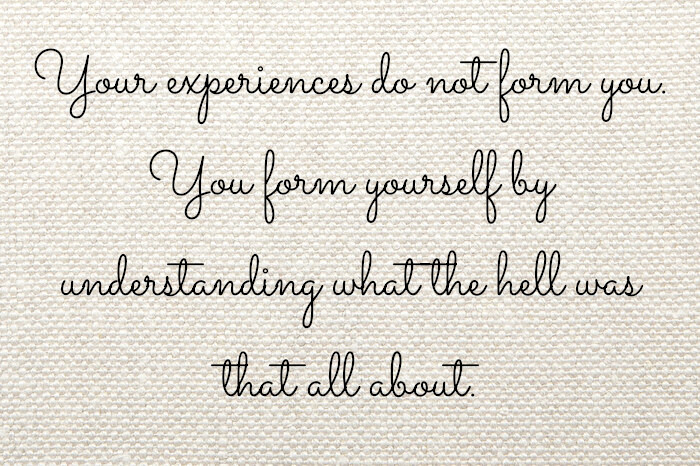 Your experiences do not form you.
You form yourself by
understanding what the hell was
that all about.